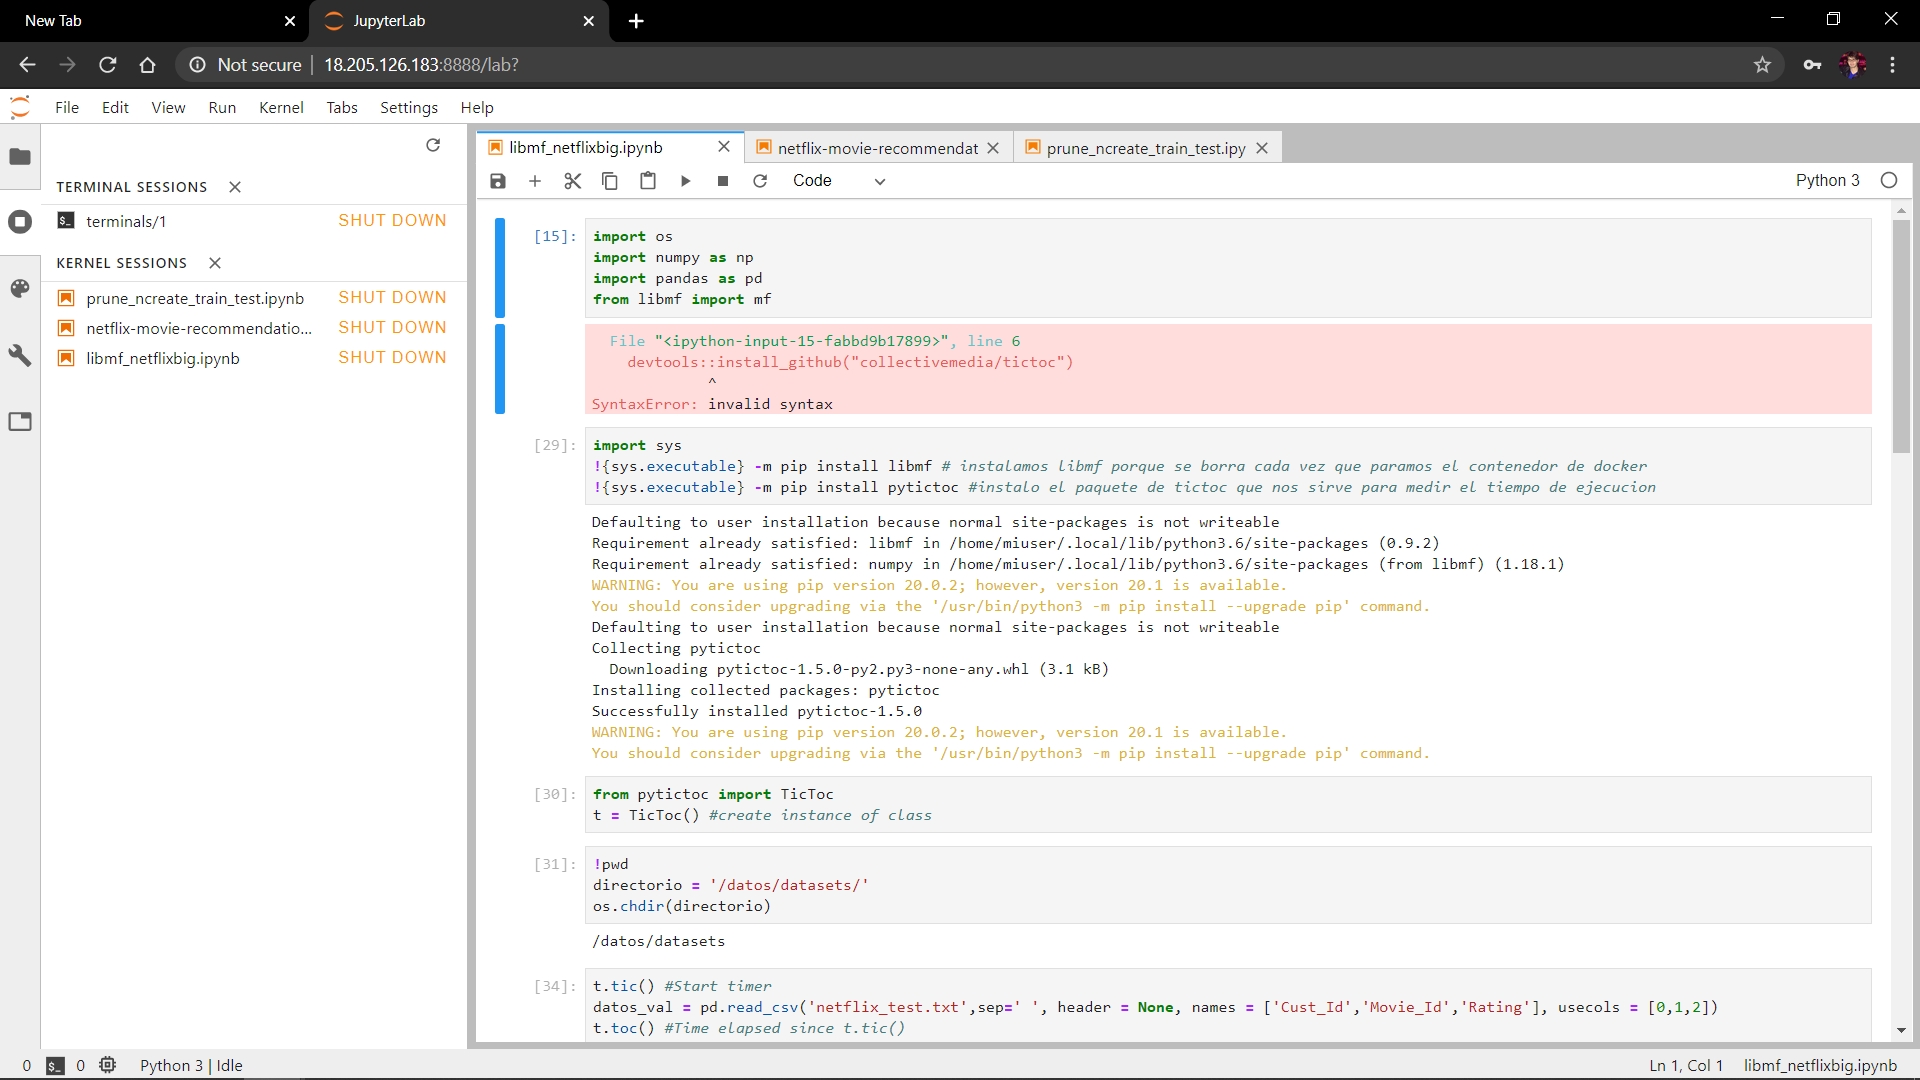 New Tab
JupyterLab
Not secure
18.205.126.183:8888/lab?
File Edit View Run Kernel Tabs Settings Help
TERMINAL SESSIONS
terminals/1 SHUT DOWN
KERNEL SESSIONS
prune_ncreate_train_test.ipynb SHUT DOWN
netflix-movie-recommendatio... SHUT DOWN
libmf_netflixbig.ipynb SHUT DOWN
libmf_netflixbig.ipynb
netflix-movie-recommendat
prune_ncreate_train_test.ipy
Code
Python 3
[15]:
import os
import numpy as np
import pandas as pd
from libmf import mf
File "<ipython-input-15-fabbd9b17899>", line 6
devtools::install_github("collectivemedia/tictoc")
^
SyntaxError: invalid syntax
[29]:
import sys
!{sys.executable} -m pip install libmf # instalamos libmf porque se borra cada vez que paramos el contenedor de docker
!{sys.executable} -m pip install pytictoc #instalo el paquete de tictoc que nos sirve para medir el tiempo de ejecucion
Defaulting to user installation because normal site-packages is not writeable
Requirement already satisfied: libmf in /home/miuser/.local/lib/python3.6/site-packages (0.9.2)
Requirement already satisfied: numpy in /home/miuser/.local/lib/python3.6/site-packages (from libmf) (1.18.1)
WARNING: You are using pip version 20.0.2; however, version 20.1 is available.
You should consider upgrading via the '/usr/bin/python3 -m pip install --upgrade pip' command.
Defaulting to user installation because normal site-packages is not writeable
Collecting pytictoc
Downloading pytictoc-1.5.0-py2.py3-none-any.whl (3.1 kB)
Installing collected packages: pytictoc
Successfully installed pytictoc-1.5.0
WARNING: You are using pip version 20.0.2; however, version 20.1 is available.
You should consider upgrading via the '/usr/bin/python3 -m pip install --upgrade pip' command.
[30]:
from pytictoc import TicToc
t = TicToc() #create instance of class
[31]:
!pwd
directorio = '/datos/datasets/'
os.chdir(directorio)
/datos/datasets
[34]:
t.tic() #Start timer
datos_val = pd.read_csv('netflix_test.txt',sep=' ', header = None, names = ['Cust_Id','Movie_Id','Rating'], usecols = [0,1,2])
t.toc() #Time elapsed since t.tic()
0 $_ 0 Python 3 | Idle
Ln 1, Col 1 libmf_netflixbig.ipynb